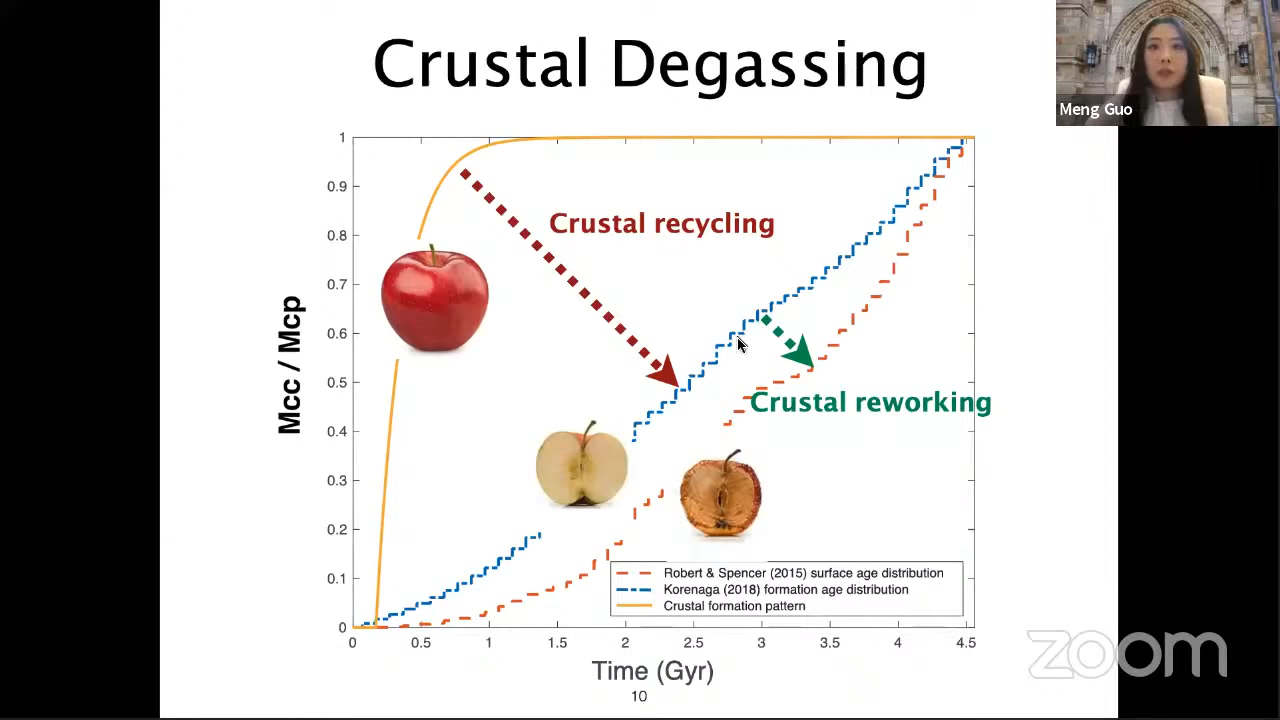 Crustal Degassing
Meng Guo
1
0.9
0.8
0.7
0.6
0.5
0.4
0.3
0.2
0.1
0
Mcc / Mcp
Crustal recycling
Crustal reworking
Robert & Spencer (2015) surface age distribution
Korenaga (2018) formation age distribution
Crustal formation pattern
0 0.5 1 1.5 2 2.5 3 3.5 4 4.5
Time (Gyr)
10
zoom